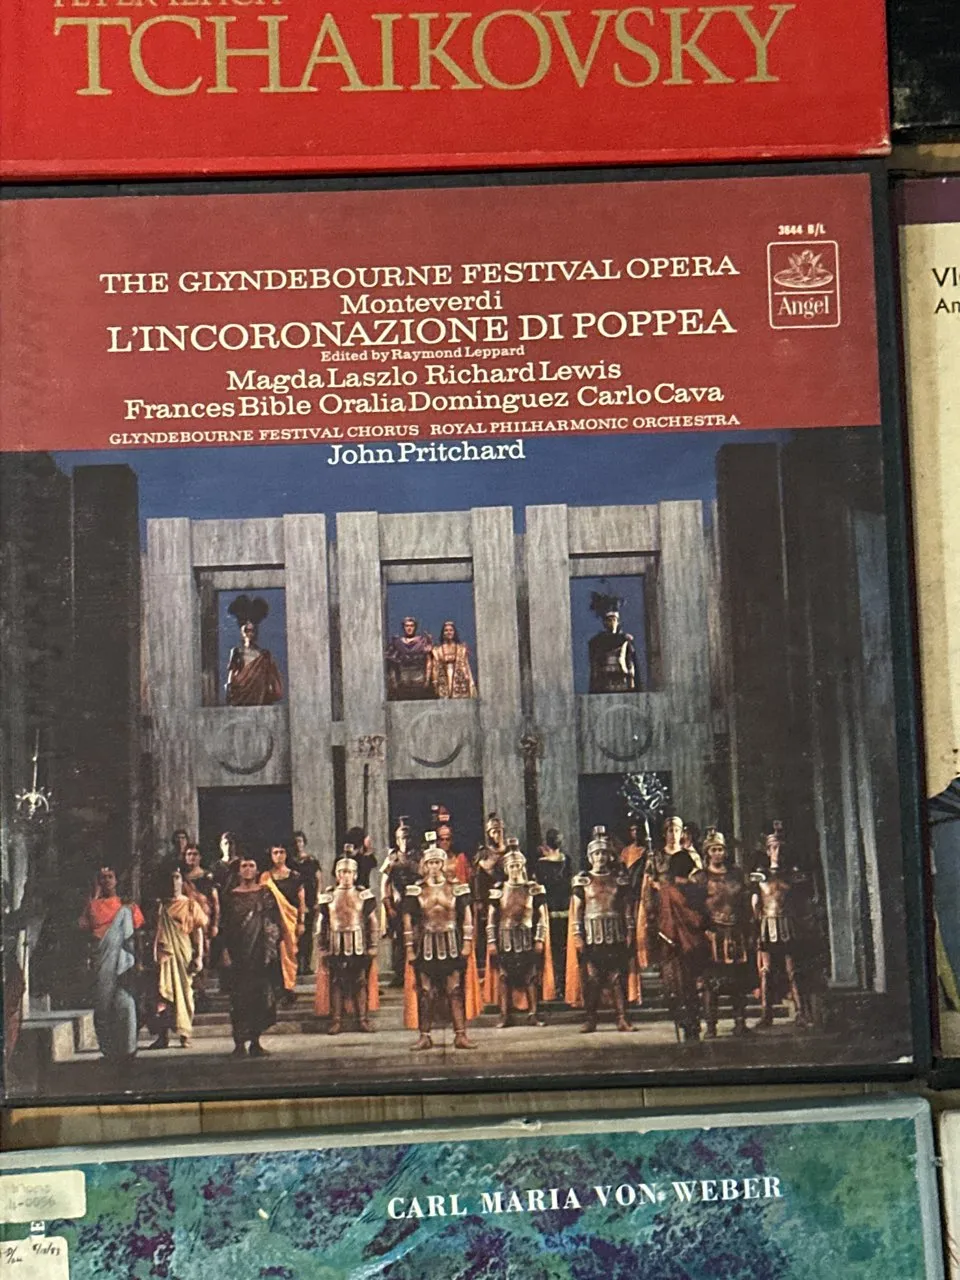 TCHAIKOVSKY
3644 B/L
Angel
THE GLYNDEBOURNE FESTIVAL OPERA
Monteverdi
L'INCORONAZIONE DI POPPEA
Edited by Raymond Leppard
Magda Laszlo Richard Lewis
Frances Bible Oralia Dominguez Carlo Cava
GLYNDEBOURNE FESTIVAL CHORUS ROYAL PHILHARMONIC ORCHESTRA
John Pritchard
CARL MARIA VON WEBER